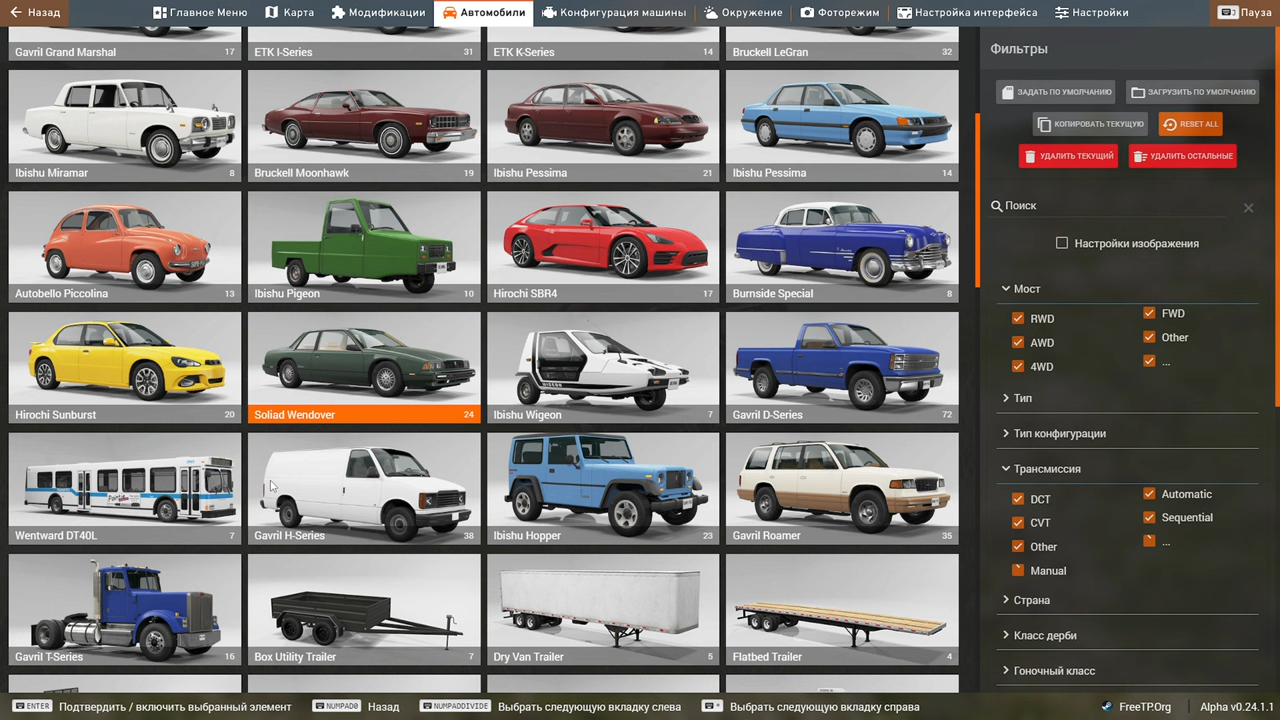 Назад
Главное Меню
Карта
Модификации
Автомобили
Конфигурация машины
Окружение
Фоторежим
Настройка интерфейса
Настройки
Пауза
Gavril Grand Marshal 17
ETK I-Series 31
ETK K-Series 14
Bruckell LeGran 32
Ibishu Miramar 8
Bruckell Moonhawk 19
Ibishu Pessima 21
Ibishu Pessima 14
Autobello Piccolina 13
Ibishu Pigeon 10
Hirochi SBR4 17
Burnside Special 8
Hirochi Sunburst 20
Soliad Wendover 24
Ibishu Wigeon 7
Gavril D-Series 72
Wentward DT40L 7
Gavril H-Series 38
Ibishu Hopper 23
Gavril Roamer 35
Gavril T-Series 16
Box Utility Trailer 7
Dry Van Trailer 5
Flatbed Trailer 4
Фильтры
ЗАДАТЬ ПО УМОЛЧАНИЮ
ЗАГРУЗИТЬ ПО УМОЛЧАНИЮ
КОПИРОВАТЬ ТЕКУЩУЮ
RESET ALL
УДАЛИТЬ ТЕКУЩИЙ
УДАЛИТЬ ОСТАЛЬНЫЕ
Поиск
Настройки изображения
Мост
RWD
FWD
AWD
Other
4WD
...
Тип
Тип конфигурации
Трансмиссия
DCT
Automatic
CVT
Sequential
Other
...
Manual
Страна
Класс дерби
Гоночный класс
ENTER Подтвердить / включить выбранный элемент
NUMPAD0 Назад
NUMPADDIVIDE Выбрать следующую вкладку слева
* Выбрать следующую вкладку справа
FreeTP.Org
Alpha v0.24.1.1